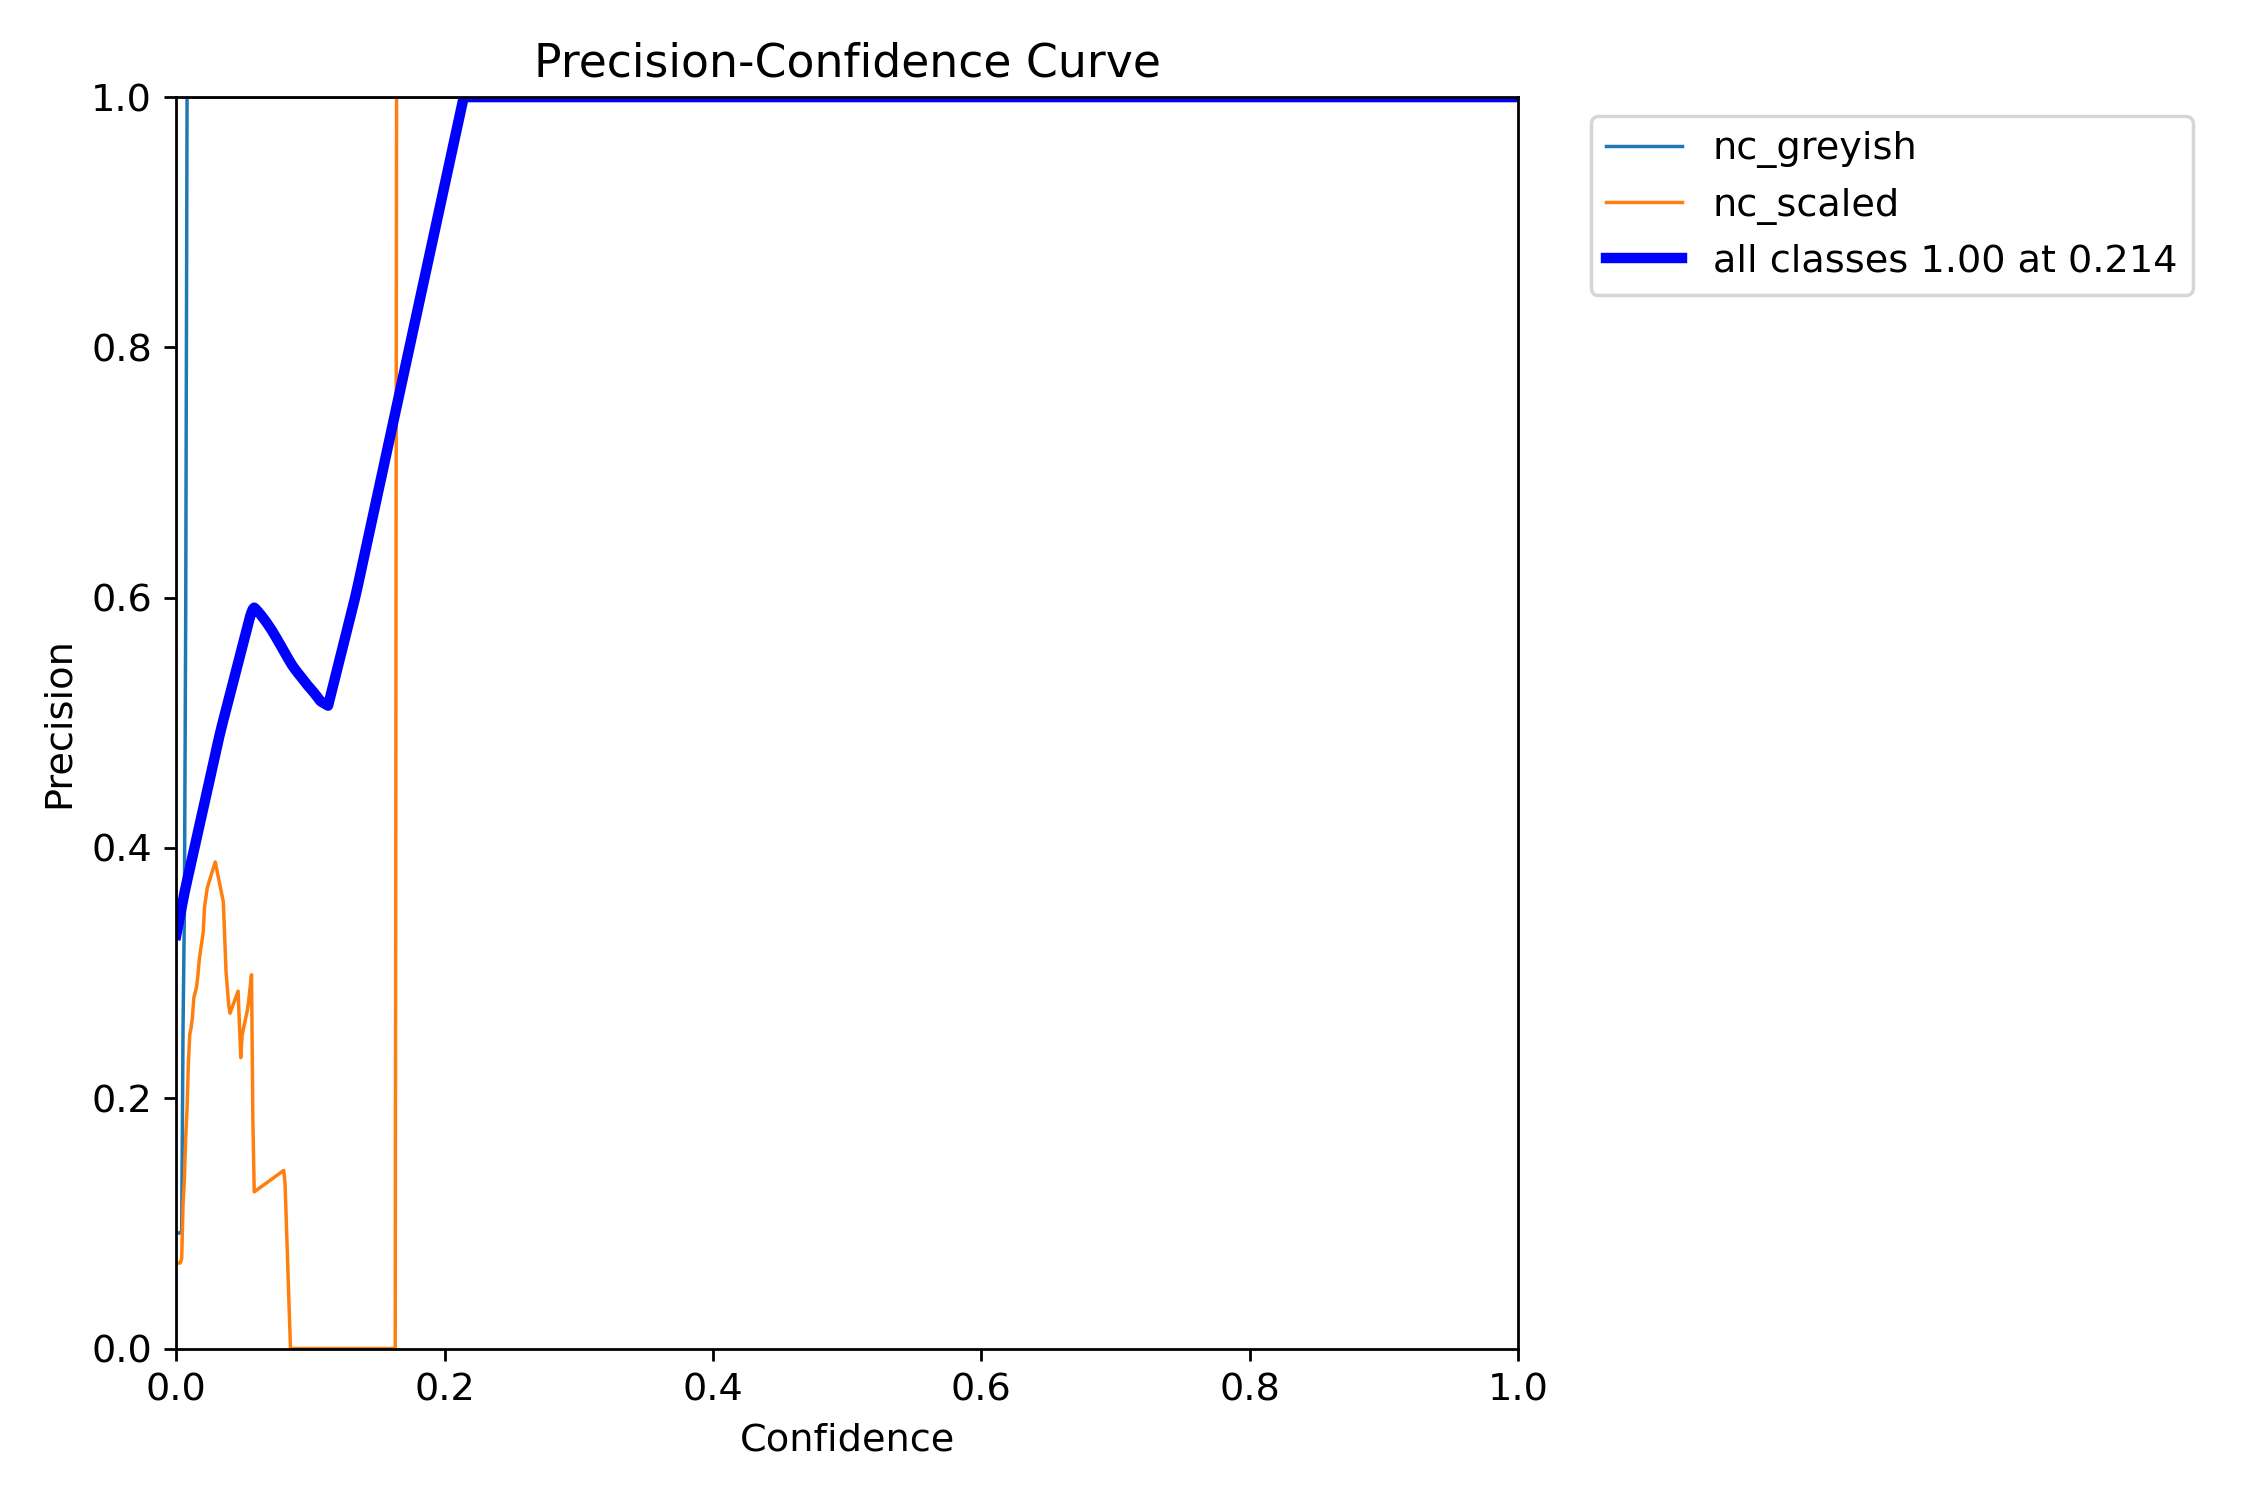 Precision-Confidence Curve
1.0
0.8
0.6
0.4
0.2
0.0
Precision
0.0 0.2 0.4 0.6 0.8 1.0
Confidence
nc_greyish
nc_scaled
all classes 1.00 at 0.214